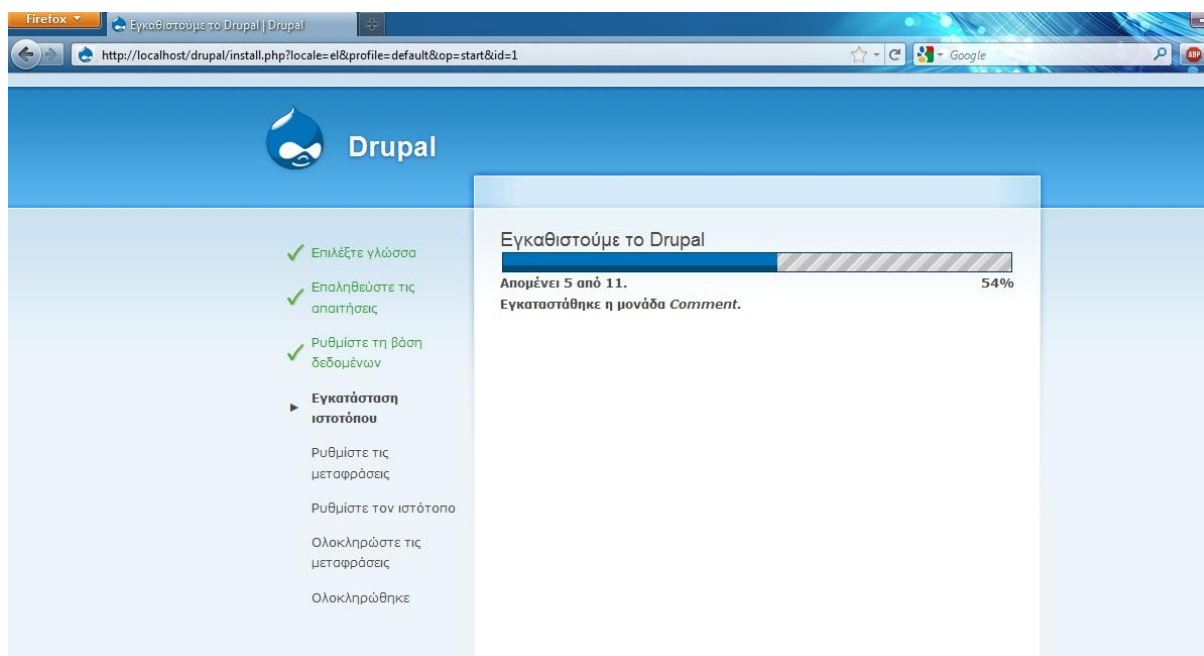 Firefox
Εγκαθιστούμε το Drupal | Drupal
http://localhost/drupal/install.php?locale=el&profile=default&op=start&id=1
Google
ABP
Drupal
Επιλέξτε γλώσσα
Επαληθεύστε τις
απαιτήσεις
Ρυθμίστε τη βάση
δεδομένων
Εγκατάσταση
ιστοτόπου
Ρυθμίστε τις
μεταφράσεις
Ρυθμίστε τον ιστότοπο
Ολοκληρώστε τις
μεταφράσεις
Ολοκληρώθηκε
Εγκαθιστούμε το Drupal
Απομένει 5 από 11. 54%
Εγκαταστάθηκε η μονάδα Comment.